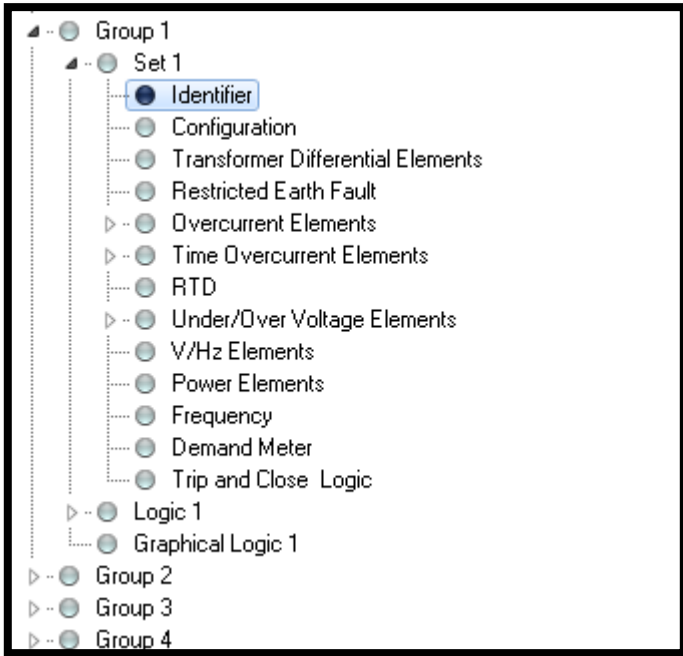 Group 1
Set 1
Identifier
Configuration
Transformer Differential Elements
Restricted Earth Fault
Overcurrent Elements
Time Overcurrent Elements
RTD
Under/Over Voltage Elements
V/Hz Elements
Power Elements
Frequency
Demand Meter
Trip and Close  Logic
Logic 1
Graphical Logic 1
Group 2
Group 3
Group 4